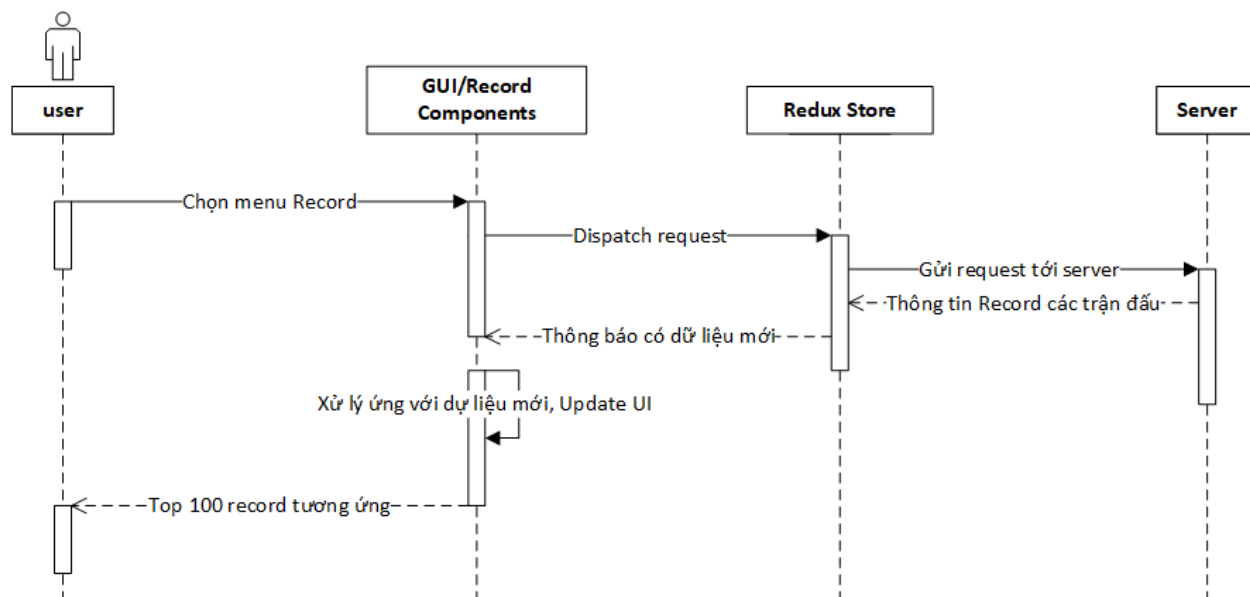 user
GUI/Record
Components
Redux Store
Server
Chọn menu Record
Dispatch request
Gửi request tới server
Thông tin Record các trận đấu
Thông báo có dữ liệu mới
Xử lý ứng với dự liệu mới, Update UI
Top 100 record tương ứng